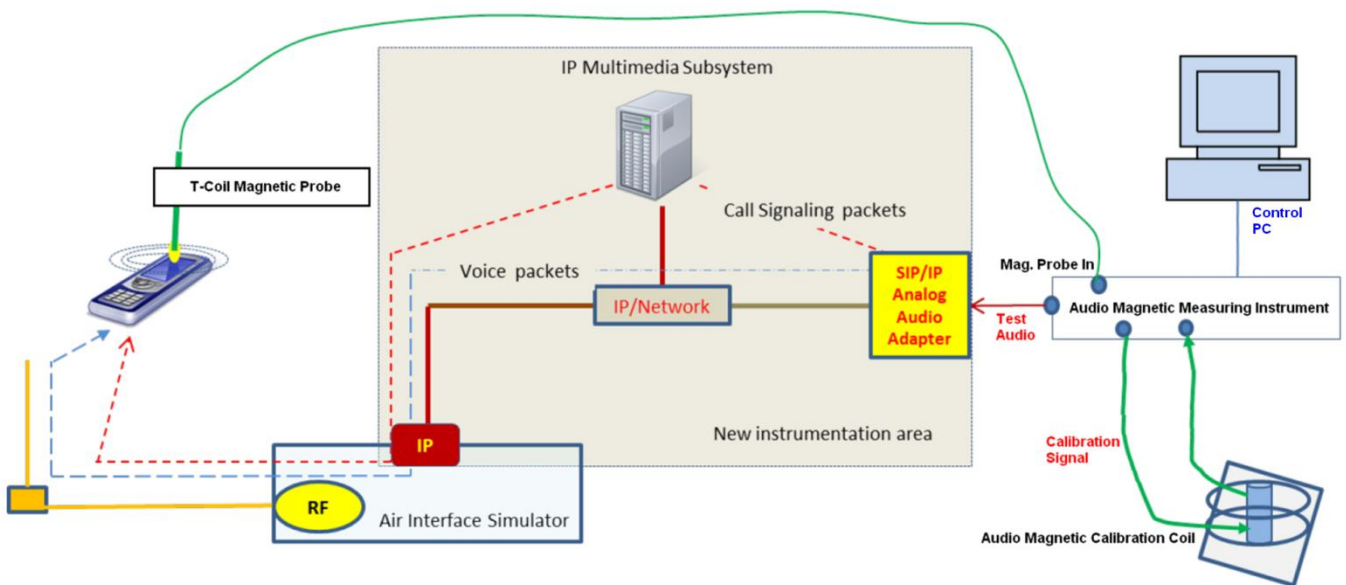 IP Multimedia Subsystem
T-Coil Magnetic Probe
Call Signaling packets
Control
PC
Voice packets
Mag. Probe In
SIP/IP
Analog
Audio
Adapter
IP/Network
Test
Audio
Audio Magnetic Measuring Instrument
IP
New instrumentation area
Calibration
Signal
RF
Air Interface Simulator
Audio Magnetic Calibration Coil